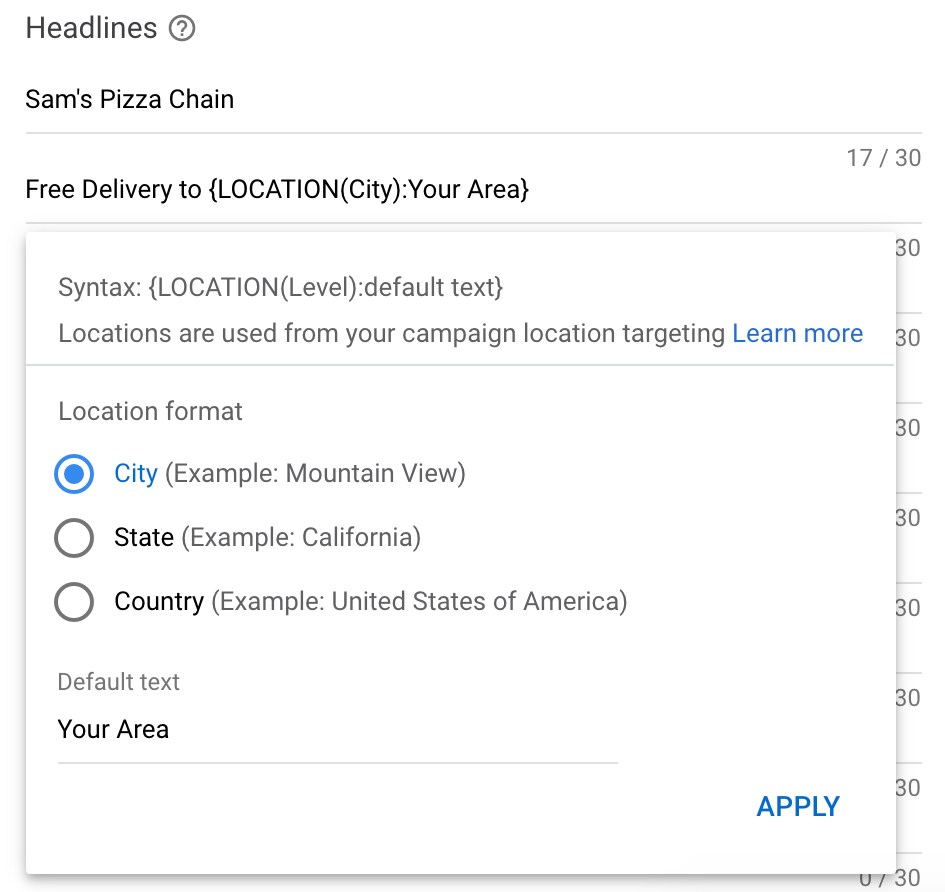 Headlines
Sam's Pizza Chain
17 / 30
Free Delivery to {LOCATION(City):Your Area}
30
Syntax: {LOCATION(Level):default text}
Locations are used from your campaign location targeting Learn more
30
Location format
30
City (Example: Mountain View)
30
State (Example: California)
Country (Example: United States of America)
30
Default text
30
Your Area
30
APPLY
0 / 30